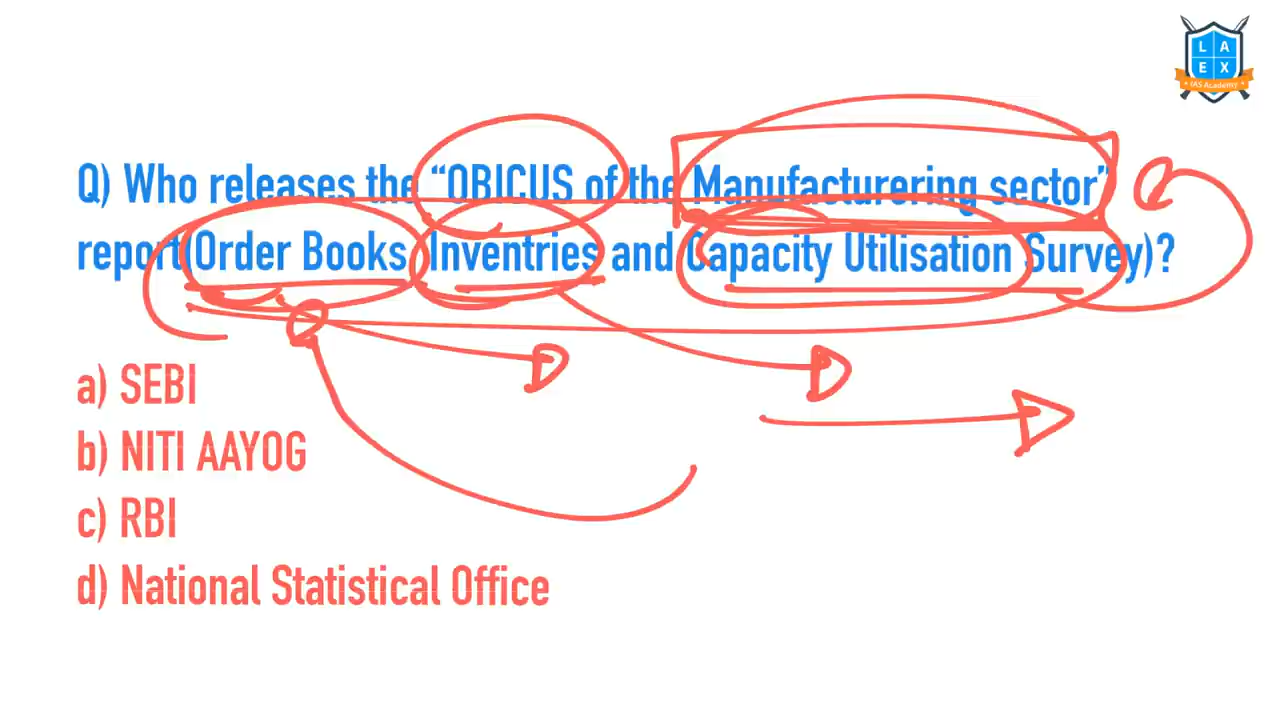 L A
E X
IAS Academy
Q) Who releases the “OBICUS of the Manufacturering sector”
report(Order Books Inventries and Capacity Utilisation Survey)?
a) SEBI
b) NITI AAYOG
c) RBI
d) National Statistical Office